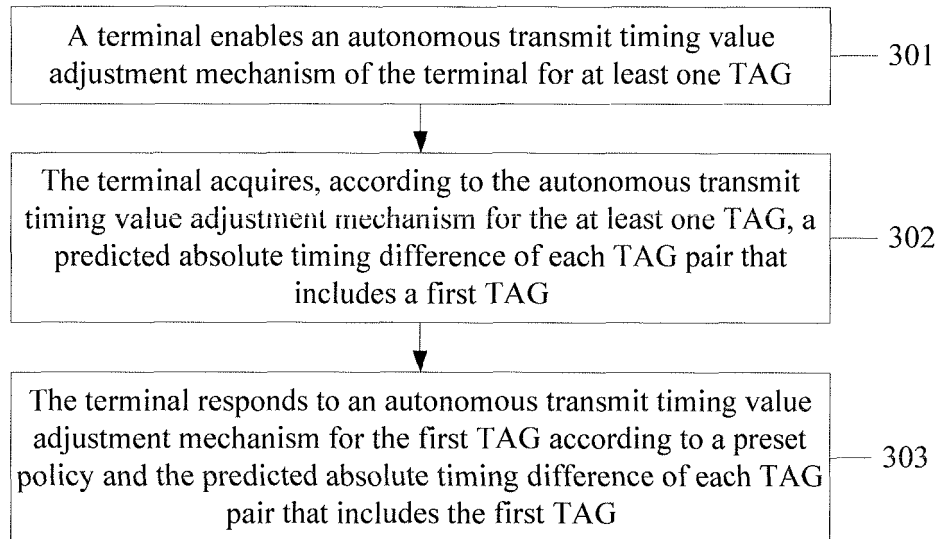 A terminal enables an autonomous transmit timing value
adjustment mechanism of the terminal for at least one TAG
301
The terminal acquires, according to the autonomous transmit
timing value adjustment mechanism for the at least one TAG, a
predicted absolute timing difference of each TAG pair that
includes a first TAG
302
The terminal responds to an autonomous transmit timing value
adjustment mechanism for the first TAG according to a preset
policy and the predicted absolute timing difference of each TAG
pair that includes the first TAG
303